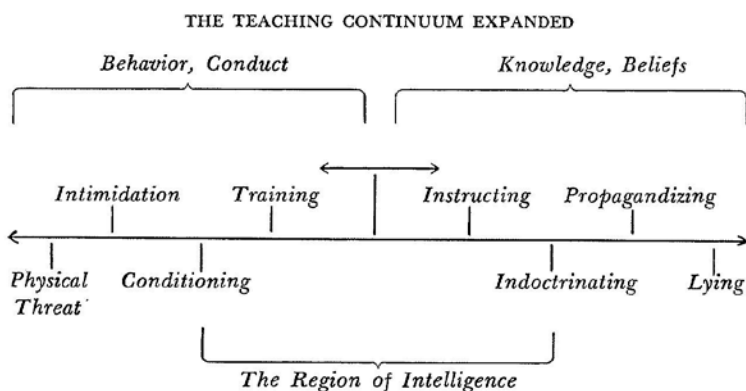 THE TEACHING CONTINUUM EXPANDED
Behavior, Conduct
Knowledge, Beliefs
Intimidation
Training
Instructing
Propagandizing
Physical
Threat
Conditioning
Indoctrinating
Lying
The Region of Intelligence